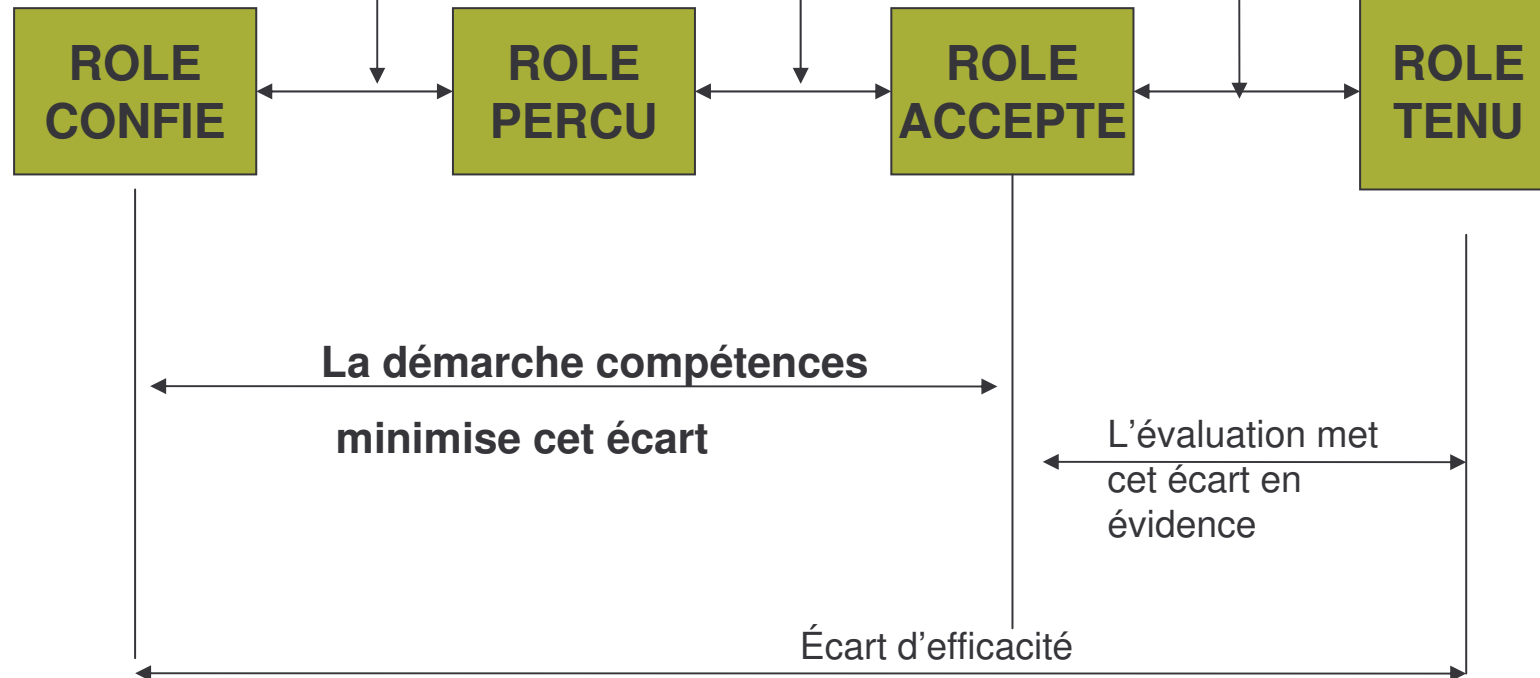 ROLE
CONFIE
ROLE
PERCU
ROLE
ACCEPTE
ROLE
TENU
La démarche compétences
minimise cet écart
L'évaluation met
cet écart en
évidence
Écart d'efficacité